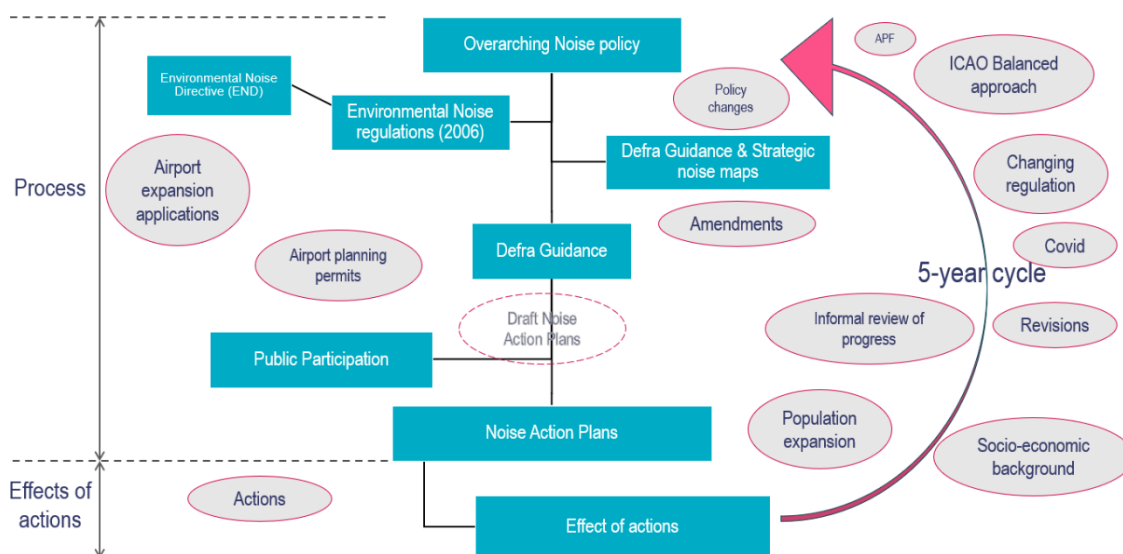 Overarching Noise policy
APF
ICAO Balanced
approach
Environmental Noise
Directive (END)
Policy
changes
Environmental Noise
regulations (2006)
Defra Guidance & Strategic
noise maps
Changing
regulation
Process
Airport
expansion
applications
Amendments
Covid
Defra Guidance
Airport planning
permits
5-year cycle
Draft Noise
Action Plans
Informal review of
progress
Revisions
Public Participation
Noise Action Plans
Population
expansion
Socio-economic
background
Effects of
actions
Actions
Effect of actions